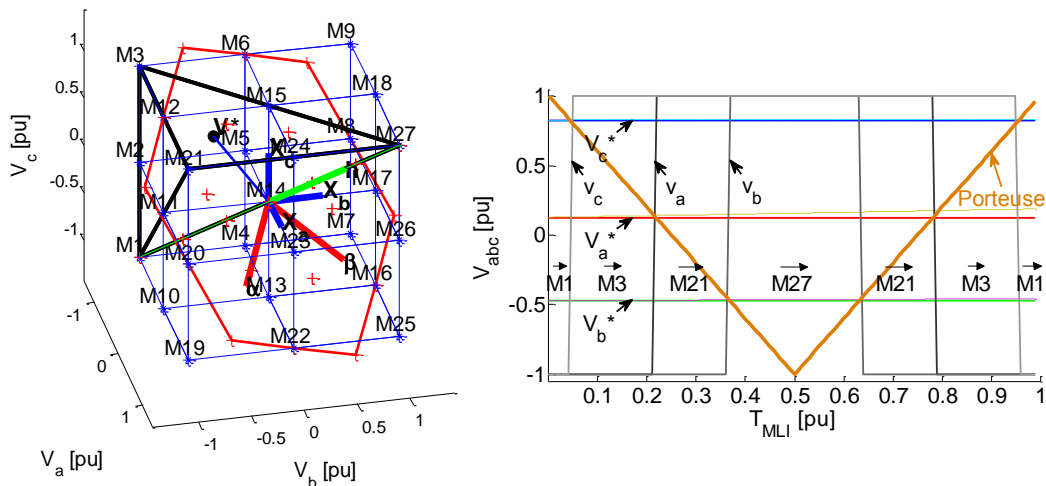 V_c [pu]
1
0.5
0
-0.5
-1
-1
0
1
V_a [pu]
-1
-0.5
0
0.5
1
V_b [pu]
M9
M6
M3
M18
M15
M12
M27
M8
V*
M5
M24
M2
M21
X_c
h
M17
M14
X_b
M11
M7
X_a
M4
M26
M1
M20
M23
β
M16
α
M13
M10
M25
M22
M19
V_abc [pu]
1
0.5
0
-0.5
-1
V_c*
v_c
v_a
v_b
Porteuse
V_a*
M1 M3 M21 M27 M21 M3 M1
V_b*
0.1 0.2 0.3 0.4 0.5 0.6 0.7 0.8 0.9 1
T_MLI [pu]